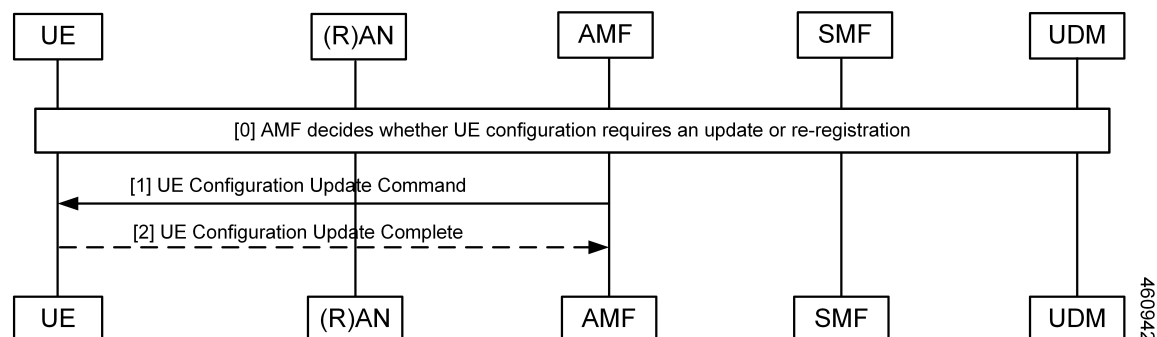 UE
(R)AN
AMF
SMF
UDM
[0] AMF decides whether UE configuration requires an update or re-registration
[1] UE Configuration Update Command
[2] UE Configuration Update Complete
UE
(R)AN
AMF
SMF
UDM
460942